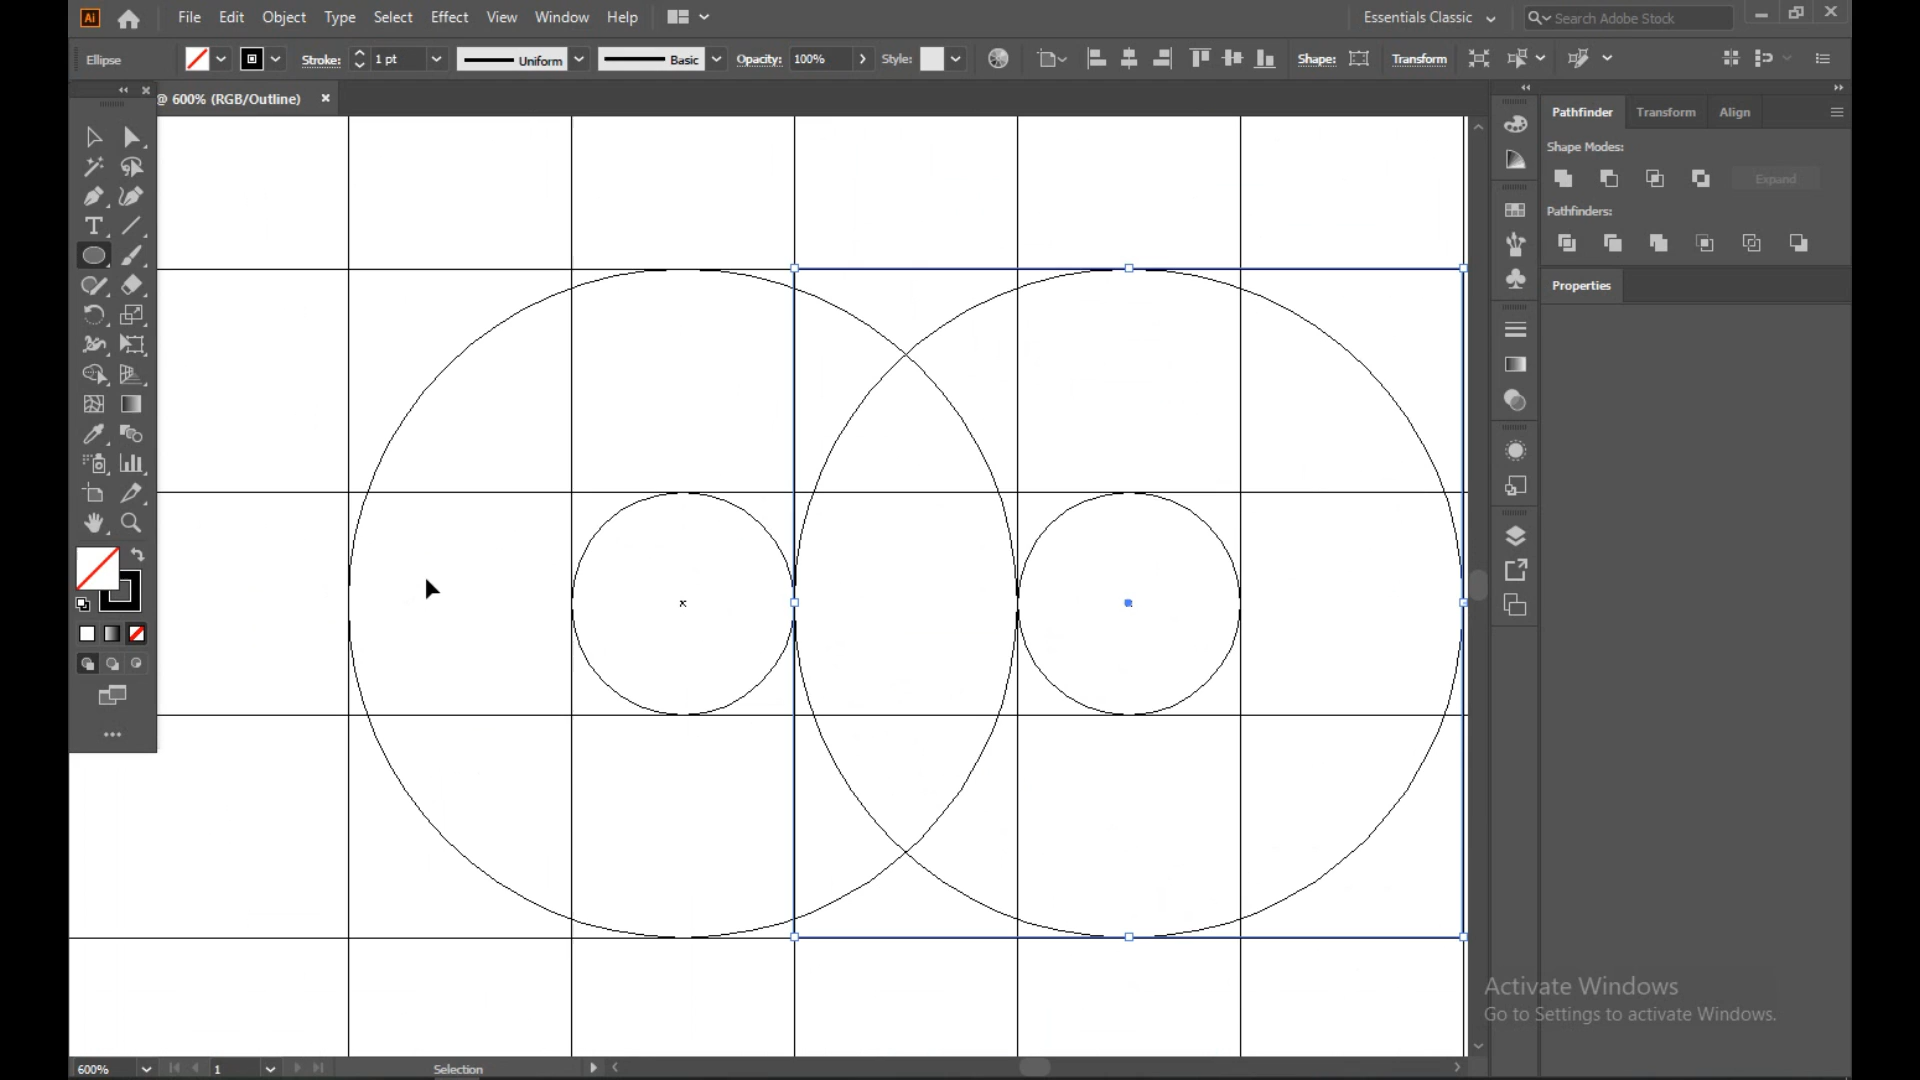 Ai File Edit Object Type Select Effect View Window Help Essentials Classic Search Adobe Stock
Ellipse Stroke: 1 pt Uniform Basic Opacity: 100% Style: Shape: Transform
@ 600% (RGB/Outline)
Pathfinder Transform Align
Shape Modes:
Expand
Pathfinders:
Properties
Activate Windows
Go to Settings to activate Windows.
600% 1 Selection